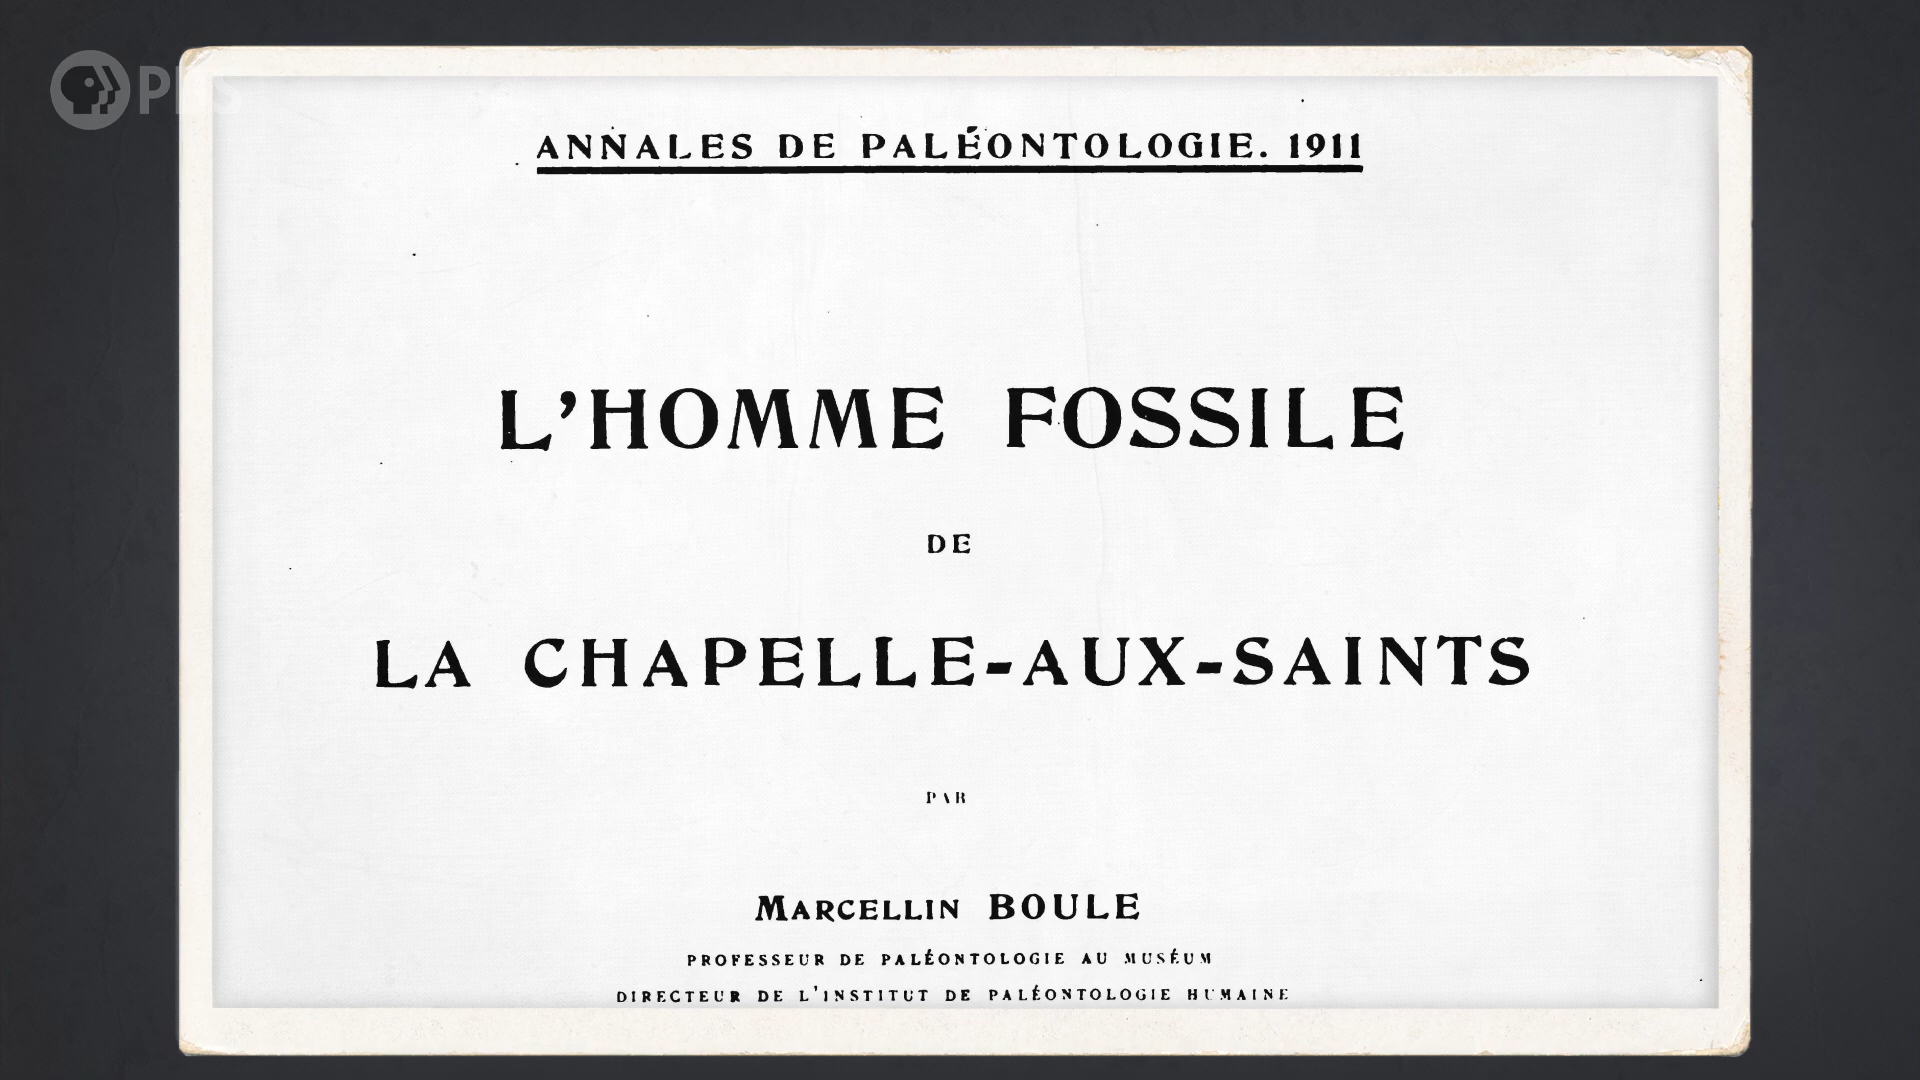 PBS
ANNALES DE PALÉONTOLOGIE. 1911
L'HOMME FOSSILE
DE
LA CHAPELLE-AUX-SAINTS
PAR
MARCELLIN BOULE
PROFESSEUR DE PALÉONTOLOGIE AU MUSÉUM
DIRECTEUR DE L'INSTITUT DE PALÉONTOLOGIE HUMAINE